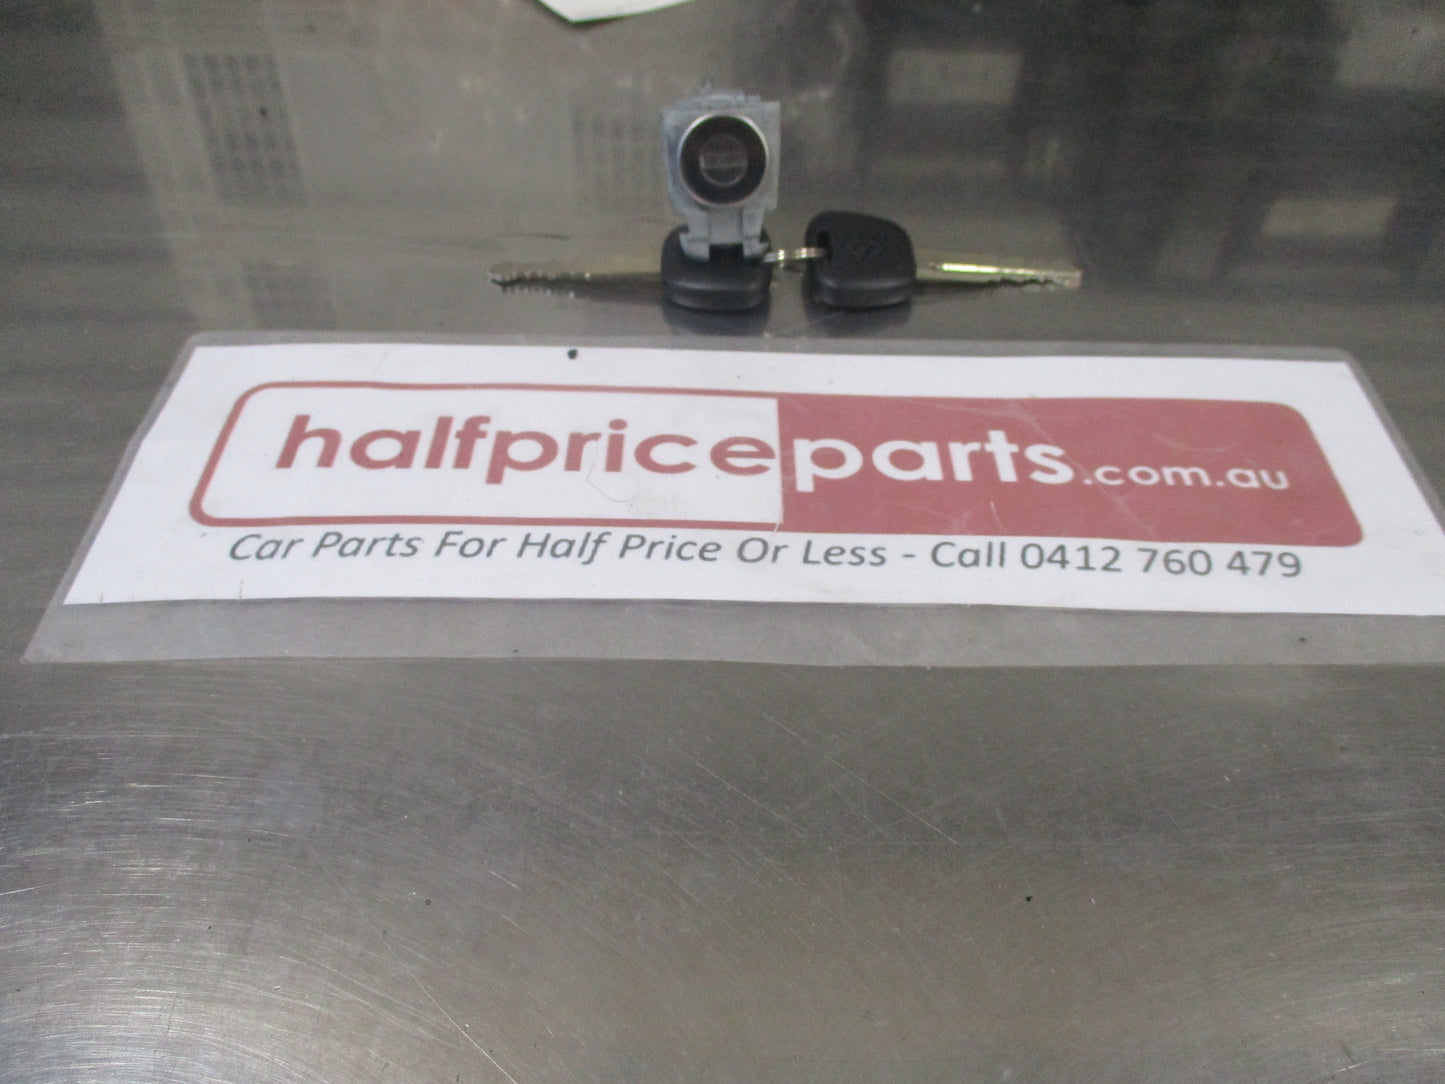 halfpriceparts.com.au
Car Parts For Half Price Or Less - Call 0412 760 479